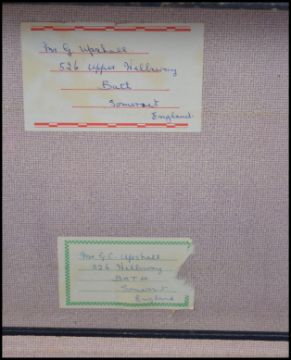 Mr G Upshall
526 Upper Wellsway
Bath
Somerset
England
Mr G.C. Upshall
526 Wellsway
BATH
Somerset
England